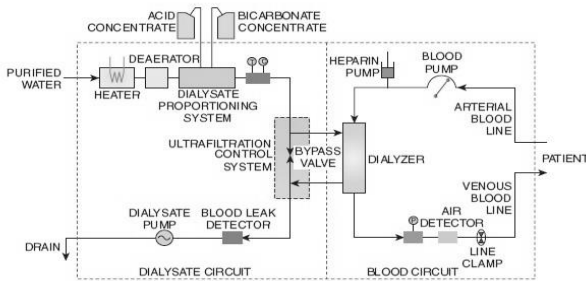 ACID
CONCENTRATE
BICARBONATE
CONCENTRATE
DEAERATOR
PURIFIED
WATER
HEATER
DIALYSATE
PROPORTIONING
SYSTEM
T C
HEPARIN
PUMP
BLOOD
PUMP
ARTERIAL
BLOOD
LINE
ULTRAFILTRATION
CONTROL
SYSTEM
BYPASS
VALVE
DIALYZER
PATIENT
VENOUS
BLOOD
LINE
DIALYSATE
PUMP
BLOOD LEAK
DETECTOR
P
AIR
DETECTOR
LINE
CLAMP
DRAIN
DIALYSATE CIRCUIT
BLOOD CIRCUIT